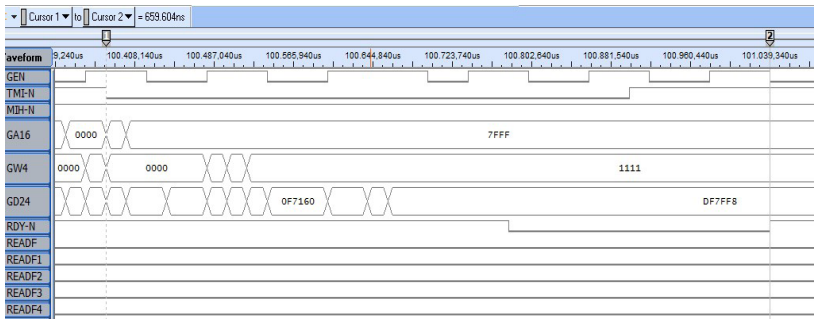 Cursor 1 to Cursor 2 = 659.604ns
1 2
aveform 9,240us 100.408,140us 100.487,040us 100.565,940us 100.644,840us 100.723,740us 100.802,640us 100.881,540us 100.960,440us 101.039,340us
GEN
TMI-N
MIH-N
GA16 0000 7FFF
GW4 0000 0000 1111
GD24 0F7160 DF7FF8
RDY-N
READF
READF1
READF2
READF3
READF4